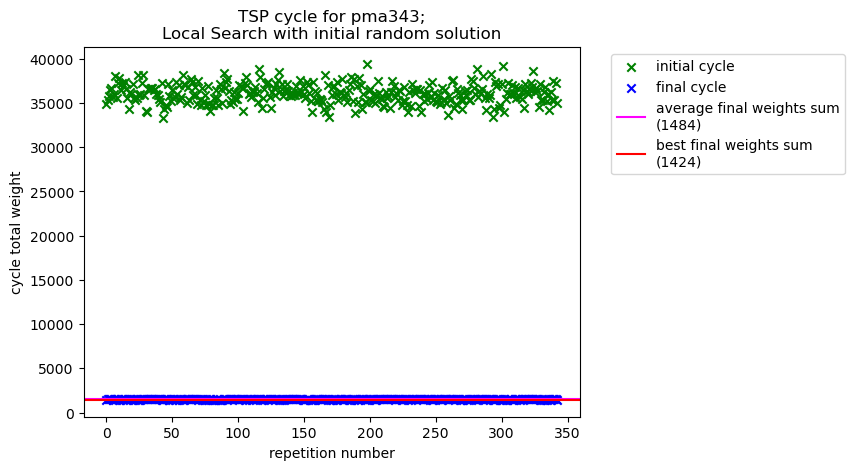 TSP cycle for pma343;
Local Search with initial random solution
40000
35000
30000
25000
20000
15000
10000
5000
0
cycle total weight
0 50 100 150 200 250 300 350
repetition number
initial cycle
final cycle
average final weights sum
(1484)
best final weights sum
(1424)